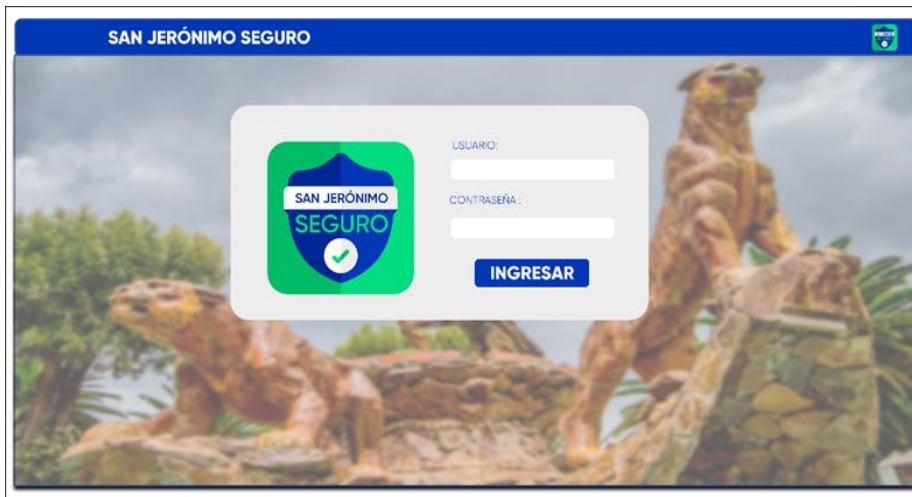 SAN JERÓNIMO SEGURO
SAN JERÓNIMO
SEGURO
USUARIO:
CONTRASEÑA :
INGRESAR